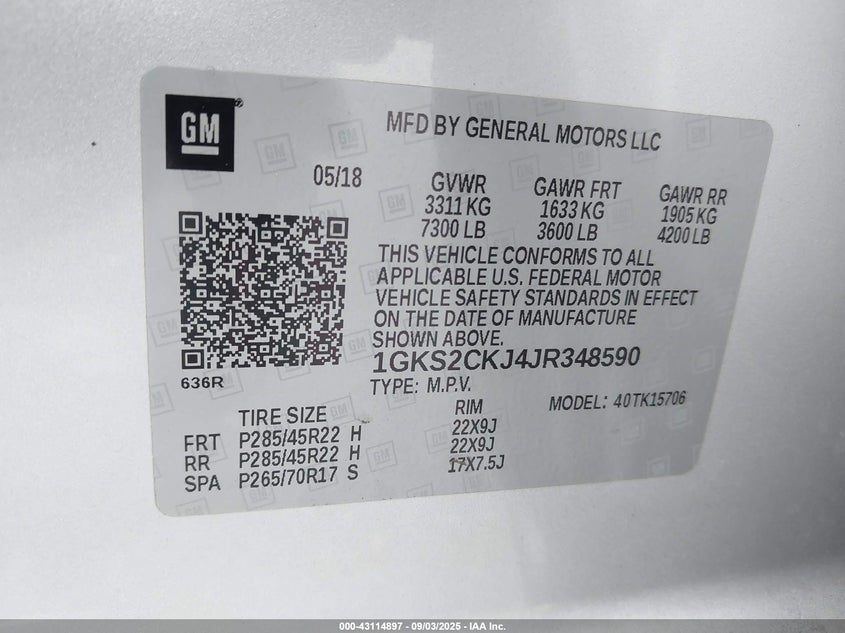 GM®
MFD BY GENERAL MOTORS LLC
05/18
GVWR GAWR FRT GAWR RR
3311 KG 1633 KG 1905 KG
7300 LB 3600 LB 4200 LB
THIS VEHICLE CONFORMS TO ALL
APPLICABLE U.S. FEDERAL MOTOR
VEHICLE SAFETY STANDARDS IN EFFECT
ON THE DATE OF MANUFACTURE
SHOWN ABOVE.
1GKS2CKJ4JR348590
636R
TYPE: M.P.V.
MODEL: 40TK15706
TIRE SIZE RIM
FRT P285/45R22 H 22X9J
RR P285/45R22 H 22X9J
SPA P265/70R17 S 17X7.5J
000-43114897 - 09/03/2025 - IAA Inc.